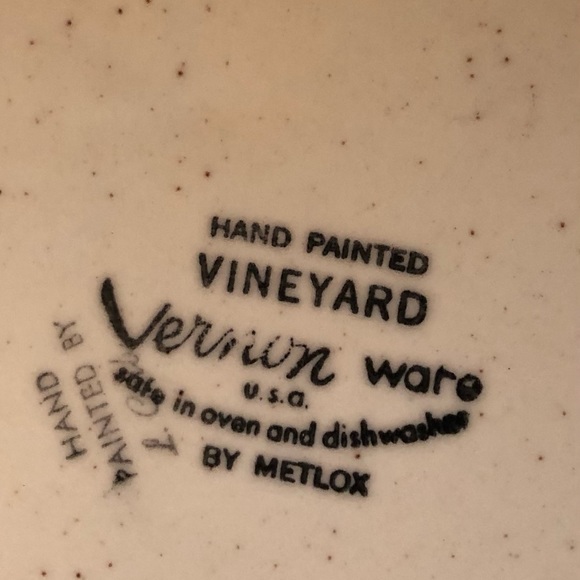 HAND PAINTED
VINEYARD
Vernon ware
u.s.a.
safe in oven and dishwasher
BY METLOX
HAND
PAINTED BY